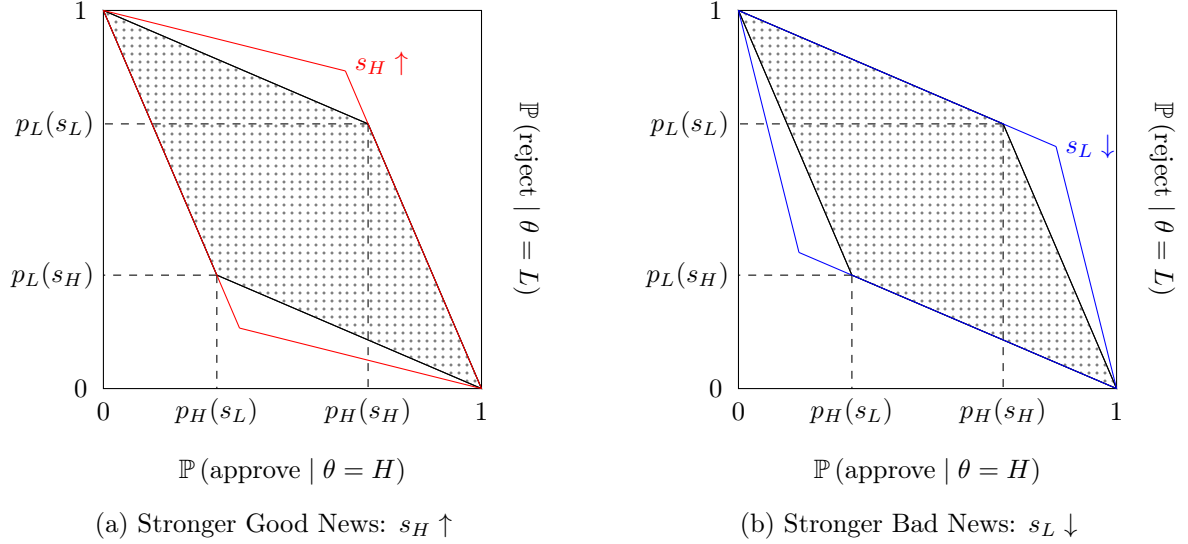 1
s_H ↑
p_L(s_L)
ℙ (reject | θ = L)
p_L(s_H)
0
0
p_H(s_L)
p_H(s_H)
1
ℙ (approve | θ = H)
(a) Stronger Good News: s_H ↑
1
p_L(s_L)
s_L ↓
ℙ (reject | θ = L)
p_L(s_H)
0
0
p_H(s_L)
p_H(s_H)
1
ℙ (approve | θ = H)
(b) Stronger Bad News: s_L ↓